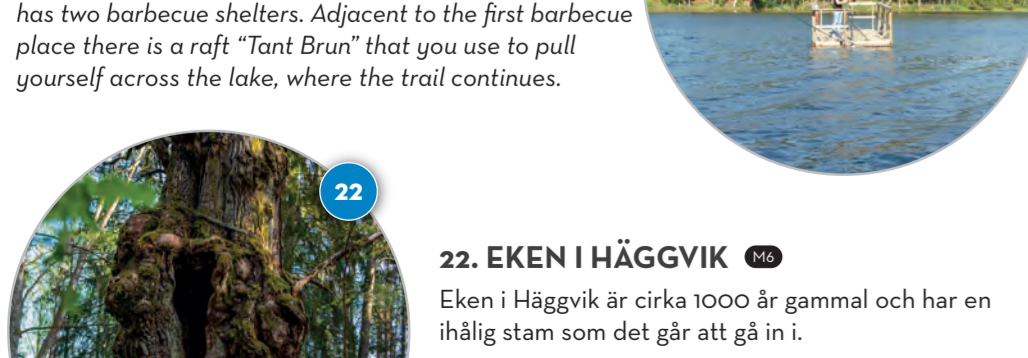 has two barbecue shelters. Adjacent to the first barbecue
place there is a raft “Tant Brun” that you use to pull
yourself across the lake, where the trail continues.
22
22. EKEN I HÄGGVIK M6
Eken i Häggvik är cirka 1000 år gammal och har en
ihålig stam som det går att gå in i.